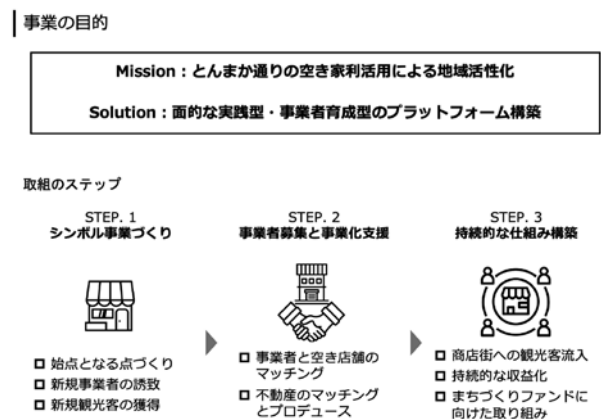 事業の目的
Mission : とんまか通りの空き家利活用による地域活性化
Solution : 面的な実践型・事業者育成型のプラットフォーム構築
取組のステップ
STEP. 1
シンボル事業づくり
始点となる点づくり
新規事業者の誘致
新規観光客の獲得
STEP. 2
事業者募集と事業化支援
事業者と空き店舗の
マッチング
不動産のマッチング
とプロデュース
STEP. 3
持続的な仕組み構築
商店街への観光客流入
持続的な収益化
まちづくりファンドに
向けた取り組み